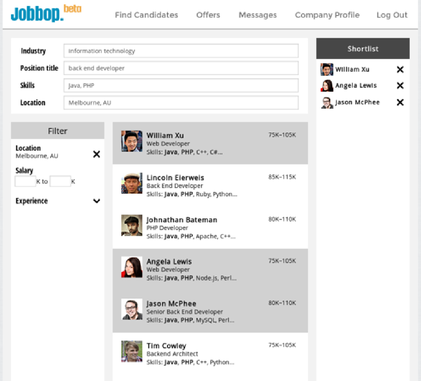 Jobbop. beta
Find Candidates Offers Messages Company Profile Log Out
Industry information technology
Position title back end developer
Skills Java, PHP
Location Melbourne, AU
Shortlist
William Xu
Angela Lewis
Jason McPhee
Filter
Location
Melbourne, AU
Salary
K to K
Experience
William Xu 75K-105K
Web Developer
Skills: Java, PHP, C++, C#...
Lincoln Eierweis 85K-115K
Back End Developer
Skills: Java, PHP, Ruby, Python...
Johnathan Bateman 80K-110K
PHP Developer
Skills: Java, PHP, Apache, C++...
Angela Lewis 75K-105K
Web Developer
Skills: Java, PHP, Node.js, Perl...
Jason McPhee 80K-110K
Senior Back End Developer
Skills: Java, PHP, MySQL, Perl...
Tim Cowley 75K-105K
Backend Architect
Skills: Java, PHP, C++, Python...